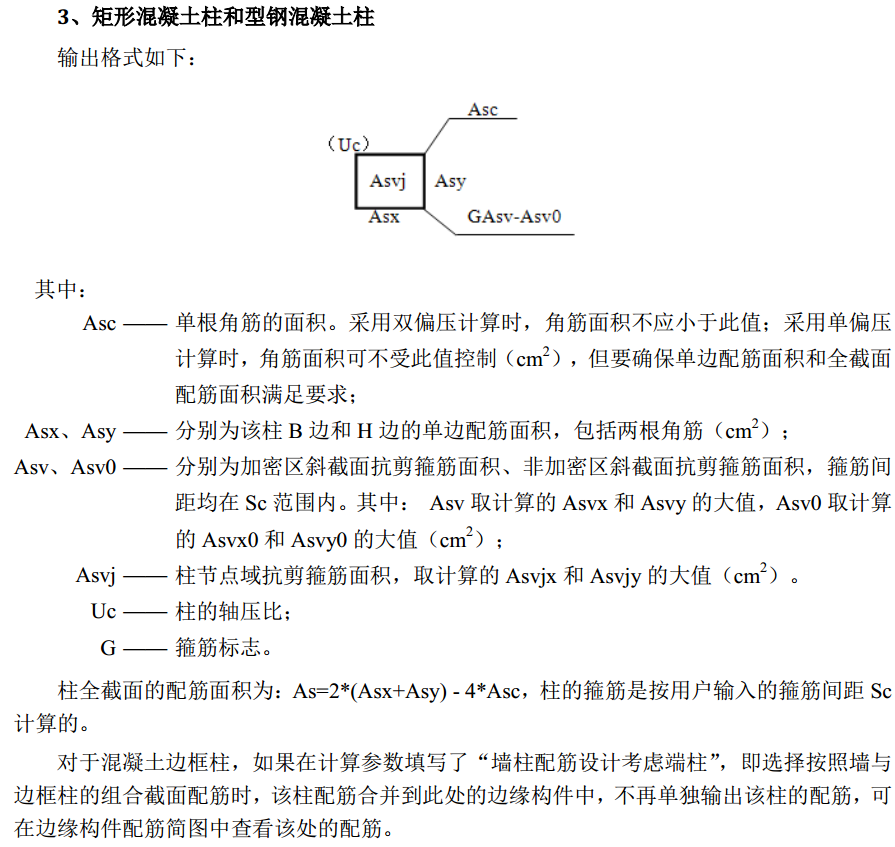 3、矩形混凝土柱和型钢混凝土柱
输出格式如下：
Asc
（Uc）
Asvj Asy
Asx GAsv-Asv0
其中：
Asc —— 单根角筋的面积。采用双偏压计算时，角筋面积不应小于此值；采用单偏压
计算时，角筋面积可不受此值控制（cm²），但要确保单边配筋面积和全截面
配筋面积满足要求；
Asx、Asy —— 分别为该柱 B 边和 H 边的单边配筋面积，包括两根角筋（cm²）；
Asv、Asv0 —— 分别为加密区斜截面抗剪箍筋面积、非加密区斜截面抗剪箍筋面积，箍筋间
距均在 Sc 范围内。其中： Asv 取计算的 Asvx 和 Asvy 的大值，Asv0 取计算
的 Asvx0 和 Asvy0 的大值（cm²）；
Asvj —— 柱节点域抗剪箍筋面积，取计算的 Asvjx 和 Asvjy 的大值（cm²）。
Uc —— 柱的轴压比；
G —— 箍筋标志。
柱全截面的配筋面积为：As=2*(Asx+Asy) - 4*Asc，柱的箍筋是按用户输入的箍筋间距 Sc
计算的。
对于混凝土边框柱，如果在计算参数填写了“墙柱配筋设计考虑端柱”，即选择按照墙与
边框柱的组合截面配筋时，该柱配筋合并到此处的边缘构件中，不再单独输出该柱的配筋，可
在边缘构件配筋简图中查看该处的配筋。